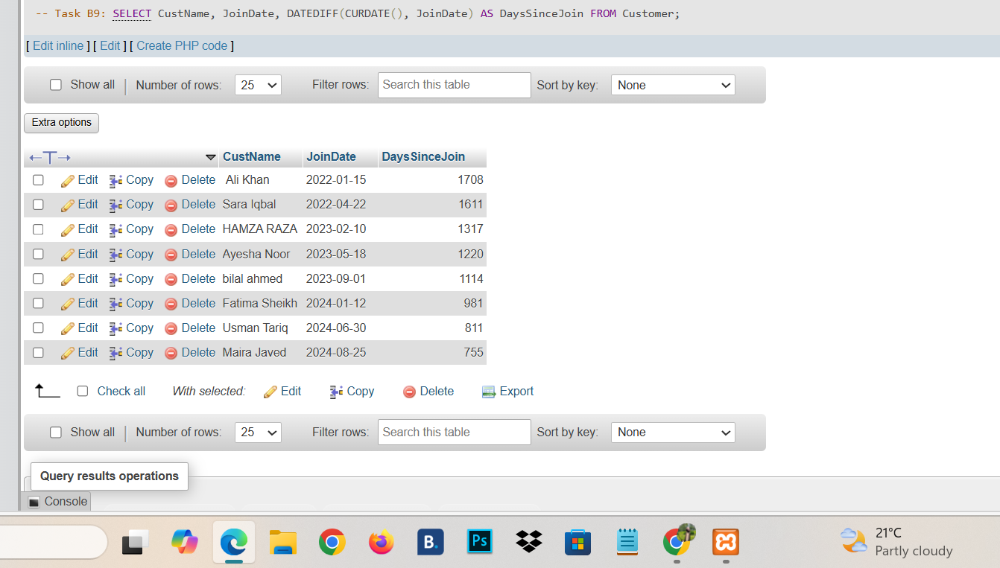 -- Task B9: SELECT CustName, JoinDate, DATEDIFF(CURDATE(), JoinDate) AS DaysSinceJoin FROM Customer;
[ Edit inline ] [ Edit ] [ Create PHP code ]
Show all | Number of rows: 25 Filter rows: Search this table Sort by key: None
Extra options
←T→ CustName JoinDate DaysSinceJoin
Edit Copy Delete Ali Khan 2022-01-15 1708
Edit Copy Delete Sara Iqbal 2022-04-22 1611
Edit Copy Delete HAMZA RAZA 2023-02-10 1317
Edit Copy Delete Ayesha Noor 2023-05-18 1220
Edit Copy Delete bilal ahmed 2023-09-01 1114
Edit Copy Delete Fatima Sheikh 2024-01-12 981
Edit Copy Delete Usman Tariq 2024-06-30 811
Edit Copy Delete Maira Javed 2024-08-25 755
Check all With selected: Edit Copy Delete Export
Show all | Number of rows: 25 Filter rows: Search this table Sort by key: None
Query results operations
Console
B.
Ps
21°C
Partly cloudy